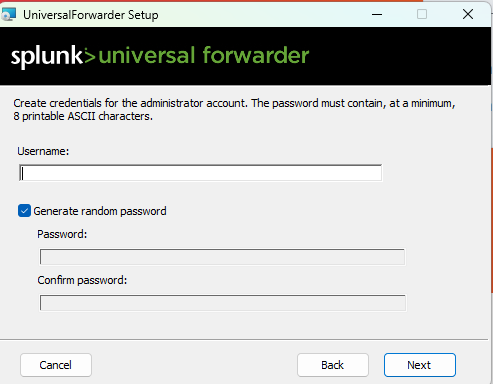 UniversalForwarder Setup
splunk>universal forwarder
Create credentials for the administrator account. The password must contain, at a minimum,
8 printable ASCII characters.
Username:
Generate random password
Password:
Confirm password:
Cancel
Back
Next